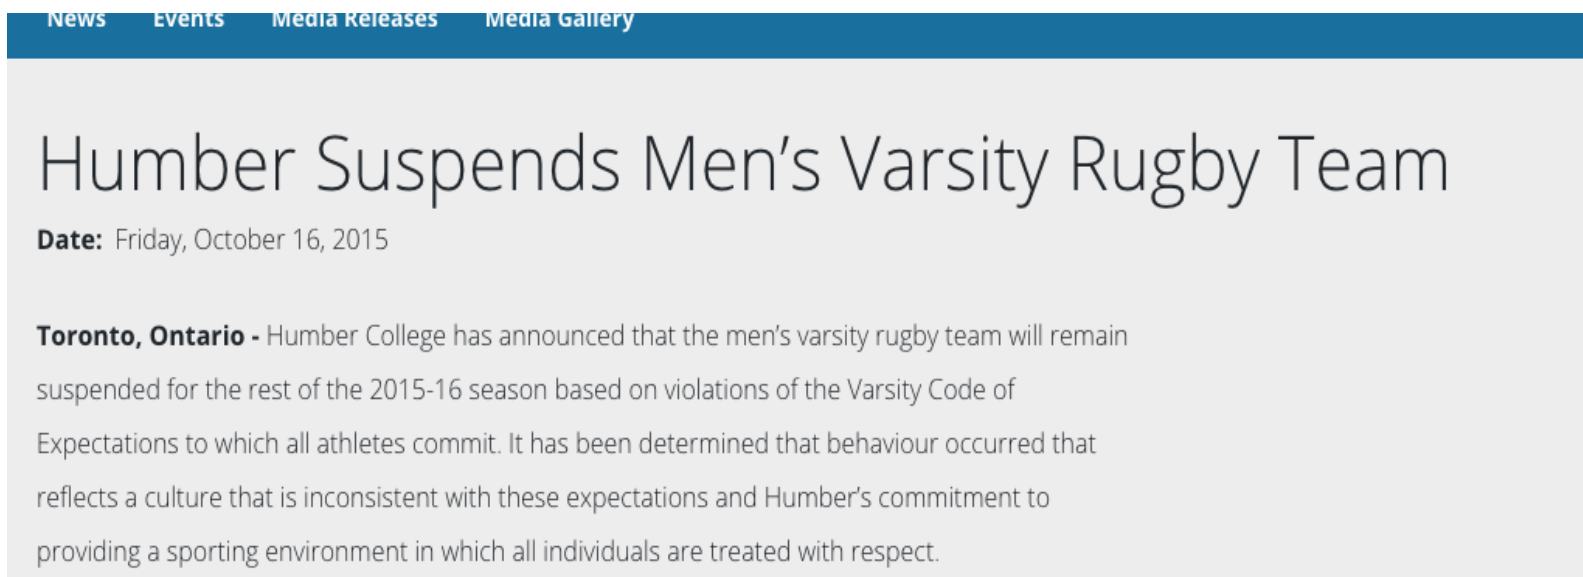 News Events Media Releases Media Gallery
Humber Suspends Men’s Varsity Rugby Team
Date: Friday, October 16, 2015
Toronto, Ontario - Humber College has announced that the men’s varsity rugby team will remain
suspended for the rest of the 2015-16 season based on violations of the Varsity Code of
Expectations to which all athletes commit. It has been determined that behaviour occurred that
reflects a culture that is inconsistent with these expectations and Humber’s commitment to
providing a sporting environment in which all individuals are treated with respect.